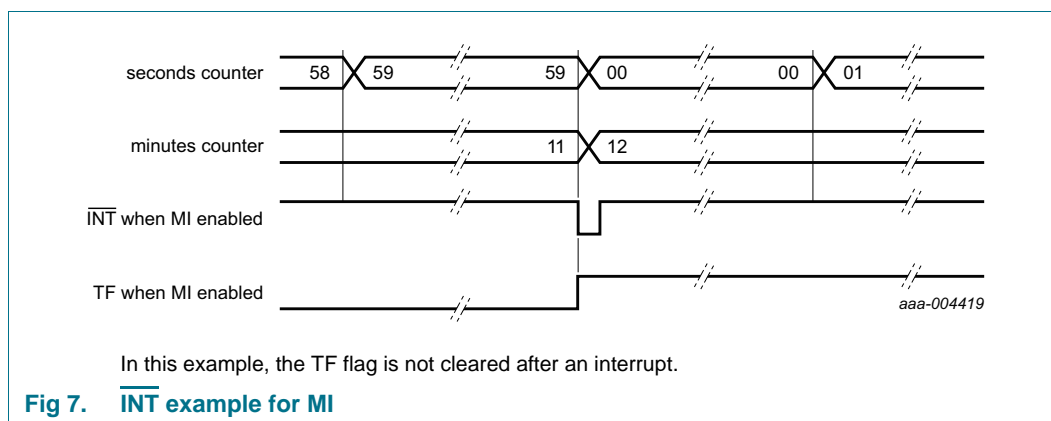 seconds counter 58 59 59 00 00 01
minutes counter 11 12
INT when MI enabled
TF when MI enabled
aaa-004419
In this example, the TF flag is not cleared after an interrupt.
Fig 7. INT example for MI